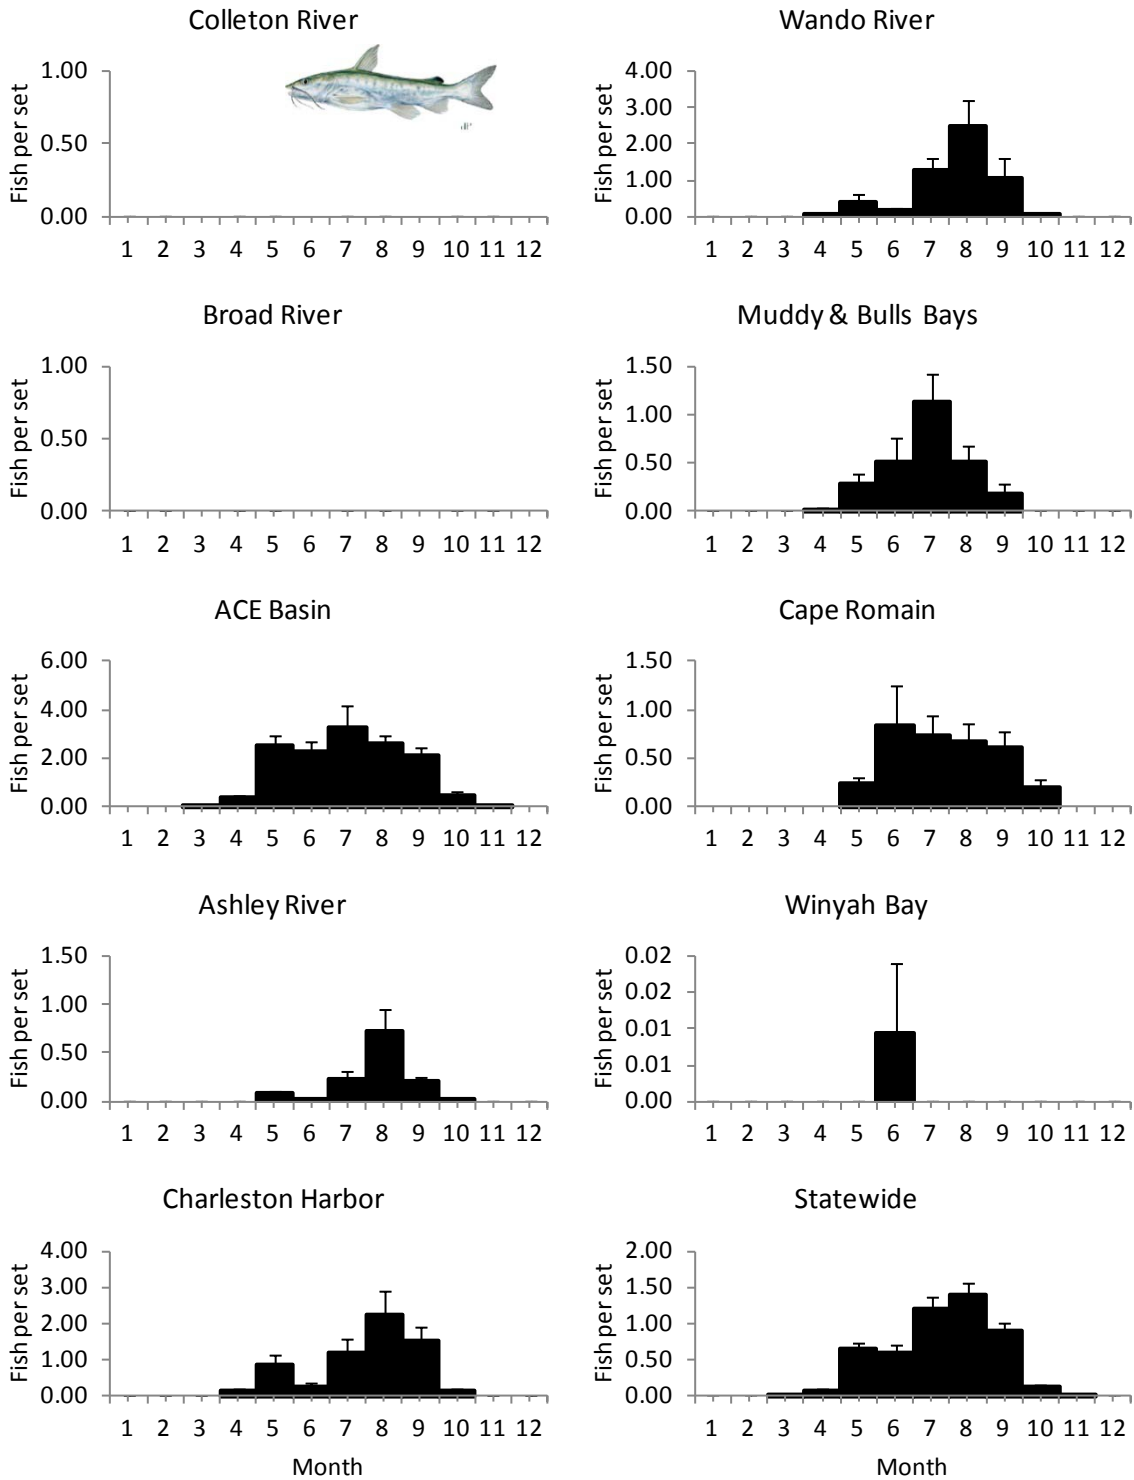 Colleton River
Fish per set
1.00
0.50
0.00
1 2 3 4 5 6 7 8 9 10 11 12
Wando River
Fish per set
4.00
3.00
2.00
1.00
0.00
1 2 3 4 5 6 7 8 9 10 11 12
Broad River
Fish per set
1.00
0.50
0.00
1 2 3 4 5 6 7 8 9 10 11 12
Muddy & Bulls Bays
Fish per set
1.50
1.00
0.50
0.00
1 2 3 4 5 6 7 8 9 10 11 12
ACE Basin
Fish per set
6.00
4.00
2.00
0.00
1 2 3 4 5 6 7 8 9 10 11 12
Cape Romain
Fish per set
1.50
1.00
0.50
0.00
1 2 3 4 5 6 7 8 9 10 11 12
Ashley River
Fish per set
1.50
1.00
0.50
0.00
1 2 3 4 5 6 7 8 9 10 11 12
Winyah Bay
Fish per set
0.02
0.02
0.01
0.01
0.00
1 2 3 4 5 6 7 8 9 10 11 12
Charleston Harbor
Fish per set
4.00
3.00
2.00
1.00
0.00
1 2 3 4 5 6 7 8 9 10 11 12
Month
Statewide
Fish per set
2.00
1.50
1.00
0.50
0.00
1 2 3 4 5 6 7 8 9 10 11 12
Month